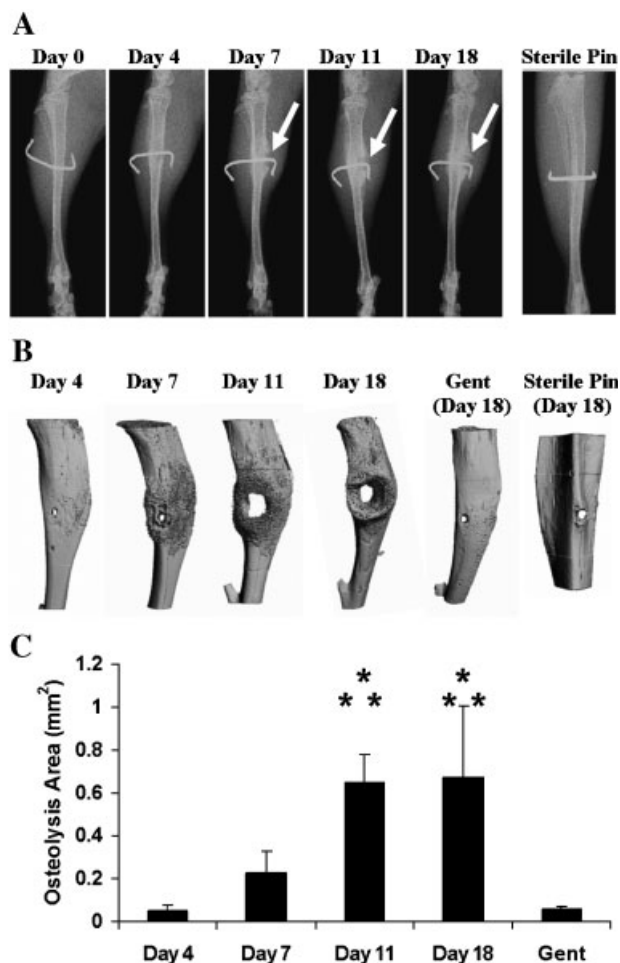 A
Day 0 Day 4 Day 7 Day 11 Day 18 Sterile Pin
B
Day 4 Day 7 Day 11 Day 18 Gent (Day 18) Sterile Pin (Day 18)
C
Osteolysis Area (mm²)
1.2
1
0.8
0.6
0.4
0.2
0
*
* *
*
* *
Day 4 Day 7 Day 11 Day 18 Gent